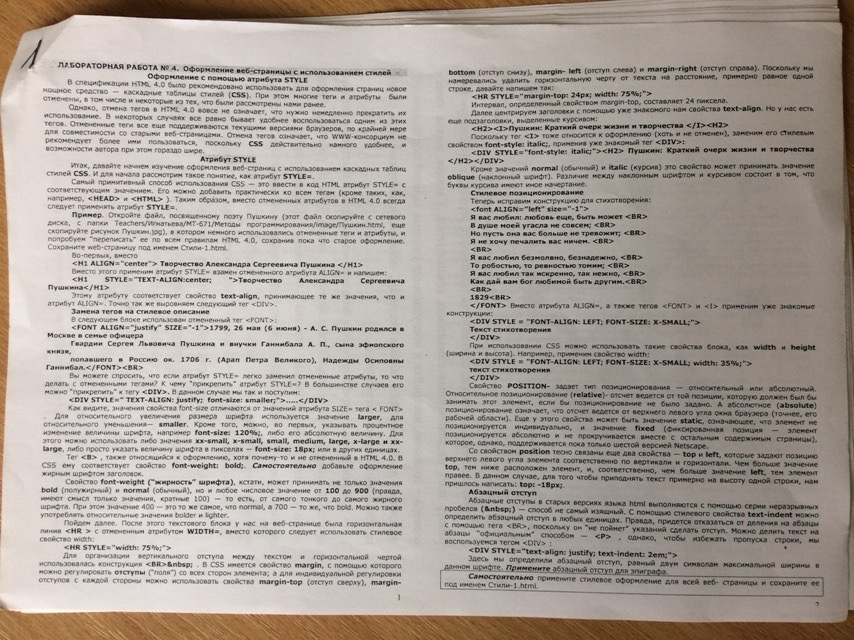 1
ЛАБОРАТОРНАЯ РАБОТА № 4. Оформление веб-страницы с использованием стилей
Оформление с помощью атрибута STYLE
В спецификации HTML 4.0 было рекомендовано использовать для оформления страниц новое
мощное средство — каскадные таблицы стилей (CSS). При этом многие теги и атрибуты были
отменены, в том числе и некоторые из тех, что были рассмотрены нами ранее.
Однако, отмена тегов в HTML 4.0 вовсе не означает, что нужно немедленно прекратить их
использование. В некоторых случаях все равно бывает удобнее воспользоваться одним из этих
тегов. Отмененные теги все еще поддерживаются текущими версиями браузеров, по крайней мере
для совместимости со старыми веб-страницами. Отмена тегов означает, что WWW-консорциум не
рекомендует более ими пользоваться, поскольку CSS действительно намного удобнее, и
возможности автора при этом гораздо шире.
Атрибут STYLE
Итак, давайте начнем изучение оформления веб-страниц с использованием каскадных таблиц
стилей CSS. И для начала рассмотрим такое понятие, как атрибут STYLE=.
Самый примитивный способ использования CSS — это ввести в код HTML атрибут STYLE= с
соответствующим значением. Его можно добавить практически ко всем тегам (кроме таких, как,
например, <HEAD> и <HTML> ). Таким образом, вместо отмененных атрибутов в HTML 4.0 всегда
следует применять атрибут STYLE=.
Пример. Откройте файл, посвященный поэту Пушкину (этот файл скопируйте с сетевого
диска, с папки Teachers/Игнатьева/МТ-671/Методы программирования/image/Пушкин.html, еще
скопируйте рисунок Пушкин.jpg), в котором немного использовались отмененные теги и атрибуты, и
попробуем "переписать" ее по всем правилам HTML 4.0, сохранив пока что старое оформление.
Сохраните web-страницу под именем Стили-1.html.
Во-первых, вместо
<H1 ALIGN="center"> Творчество Александра Сергеевича Пушкина </H1>
Вместо этого применим атрибут STYLE= взамен отмененного атрибута ALIGN= и напишем:
<H1 STYLE="TEXT-ALIGN:center; ">Творчество Александра Сергеевича
Пушкина</H1>
Этому атрибуту соответствует свойство text-align, принимающее те же значения, что и
атрибут ALIGN=. Точно так же выровняем следующий тег <DIV>.
Замена тегов на стилевое описание
В следующем блоке использован отмененный тег <FONT>:
<FONT ALIGN="justify" SIZE="-1">1799, 26 мая (6 июня) - А. С. Пушкин родился в
Москве в семье офицера
Гвардии Сергея Львовича Пушкина и внучки Ганнибала А. П., сына эфиопского
князя,
попавшего в Россию ок. 1706 г. (Арап Петра Великого), Надежды Осиповны
Ганнибал.</FONT><BR>
Вы можете спросить, что если атрибут STYLE= легко заменил отмененные атрибуты, то что
делать с отмененными тегами? К чему "прикрепить" атрибут STYLE=? В большинстве случаев его
можно "прикрепить" к тегу <DIV>. В данном случае мы так и поступим:
<DIV STYLE= "TEXT-ALIGN: justify; font-size: smaller;">.....</DIV>
Как видите, значения свойства font-size отличаются от значений атрибута SIZE= тега < FONT>
. Для относительного увеличения размера шрифта используется значение larger, для
относительного уменьшения— smaller. Кроме того, можно, во первых, указать процентное
изменение величины шрифта, например font-size: 120%;, либо его абсолютную величину. Для
этого можно использовать либо значения xx-small, x-small, small, medium, large, x-large и xx-
large, либо просто указать величину шрифта в пикселах — font-size: 18px; или в других единицах.
Тег <B> , также относящийся к оформлению, хотя почему-то и не отмененный в HTML 4.0. В
CSS ему соответствует свойство font-weight: bold;. Самостоятельно добавьте оформление
жирным шрифтом заголовок.
Свойство font-weight ("жирность" шрифта), кстати, может принимать не только значения
bold (полужирный) и normal (обычный), но и любое числовое значение от 100 до 900 (правда,
имеют смысл только значения, кратные 100) — то есть, от самого тонкого до самого жирного
шрифта. При этом значение 400 — это то же самое, что normal, а 700 — то же, что bold. Можно также
употреблять относительные значения bolder и lighter.
Пойдем далее. После этого текстового блока у нас на веб-странице была горизонтальная
линия <HR > с отмененным атрибутом WIDTH=, вместо которого следует использовать стилевое
свойство width:
<HR STYLE="width: 75%;">
Для организации вертикального отступа между текстом и горизонтальной чертой
использовалась конструкция <BR>&nbsp; . В CSS имеется свойство margin, с помощью которого
можно регулировать отступы ("поля") со всех сторон элемента; а для индивидуальной регулировки
отступов с каждой стороны можно использовать свойства margin-top (отступ сверху), margin-
1
bottom (отступ снизу), margin- left (отступ слева) и margin-right (отступ справа). Поскольку мы
намеревались удалить горизонтальную черту от текста на расстояние, примерно равное одной
строке, давайте напишем так:
<HR STYLE="margin-top: 24px; width: 75%;">
Интервал, определенный свойством margin-top, составляет 24 пиксела.
Далее центрируем заголовки с помощью уже знакомого нам свойства text-align. Но у нас есть
еще подзаголовки, выделенные курсивом:
<H2><I>Пушкин: Краткий очерк жизни и творчества </I><H2>
Поскольку тег <I> тоже относится к оформлению (хоть и не отменен), заменим его стилевым
свойством font-style: italic;, применив уже знакомый тег <DIV>:
<DIV STYLE="font-style: italic;"><H2> Пушкин: Краткий очерк жизни и творчества
</H2></DIV>
Кроме значений normal (обычный) и italic (курсив) это свойство может принимать значение
oblique (наклонный шрифт). Различие между наклонным шрифтом и курсивом состоит в том, что
буквы курсива имеют иное начертание.
Стилевое позиционирование
Теперь исправим конструкцию для стихотворения:
<font ALIGN="left" size="-1">
Я вас любил: любовь еще, быть может <BR>
В душе моей угасла не совсем; <BR>
Но пусть она вас больше не тревожит; <BR>
Я не хочу печалить вас ничем. <BR>
<BR>
Я вас любил безмолвно, безнадежно, <BR>
То робостью, то ревностью томим; <BR>
Я вас любил так искренно, так нежно, <BR>
Как дай вам бог любимой быть другим.<BR>
<BR>
1829<BR>
</FONT> Вместо атрибута ALIGN=, а также тегов <FONT> и <I> применим уже знакомые
конструкции:
<DIV STYLE = "FONT-ALIGN: LEFT; FONT-SIZE: X-SMALL;">
Текст стихотворения
</DIV>
При использовании CSS можно использовать такие свойства блока, как width и height
(ширина и высота). Например, применим свойство width:
<DIV STYLE = "FONT-ALIGN: LEFT; FONT-SIZE: X-SMALL; width: 35%;">
текст стихотворения
</DIV>
Свойство POSITION- задает тип позиционирования — относительный или абсолютный.
Относительное позиционирование (relative)- отсчет ведется от той позиции, которую должен был бы
занимать этот элемент, если бы позиционирование не было задано. А абсолютное (absolute)
позиционирование означает, что отсчет ведется от верхнего левого угла окна браузера (точнее, его
рабочей области). Еще у этого свойства может быть значение static, означающее, что элемент не
позиционируется индивидуально, и значение fixed (фиксированная позиция — элемент
позиционируется абсолютно и не прокручивается вместе с остальным содержимым страницы),
которое, однако, поддерживается пока только шестой версией Netscape.
Со свойством position тесно связаны еще два свойства — top и left, которые задают позицию
верхнего левого угла элемента соответственно по вертикали и горизонтали. Чем больше значение
top, тем ниже расположен элемент, и, соответственно, чем больше значение left, тем элемент
правее. В данном случае, для того чтобы приподнять текст примерно на высоту одной строки, нам
пришлось написать: top: -18px;.
Абзацный отступ
Абзацные отступы в старых версиях языка html выполняются с помощью серии неразрывных
пробелов (&nbsp;) — способ не самый изящный. С помощью стилевого свойства text-indent можно
определить абзацный отступ в любых единицах. Правда, придется отказаться от деления на абзацы
с помощью тега <BR>, поскольку он "не поймет" указаний сделать отступ. Можно делить текст на
абзацы "официальным" способом — <P> , однако, чтобы избежать пропуска строки, мы
воспользуемся тегом <DIV> :
<DIV STYLE="text-align: justify; text-indent: 2em;">
Здесь мы определили абзацный отступ, равный двум символам максимальной ширины в
данном шрифте. Примените абзацный отступ для эпиграфа.
Самостоятельно примените стилевое оформление для всей веб- страницы и сохраните ее
под именем Стили-1.html.
2